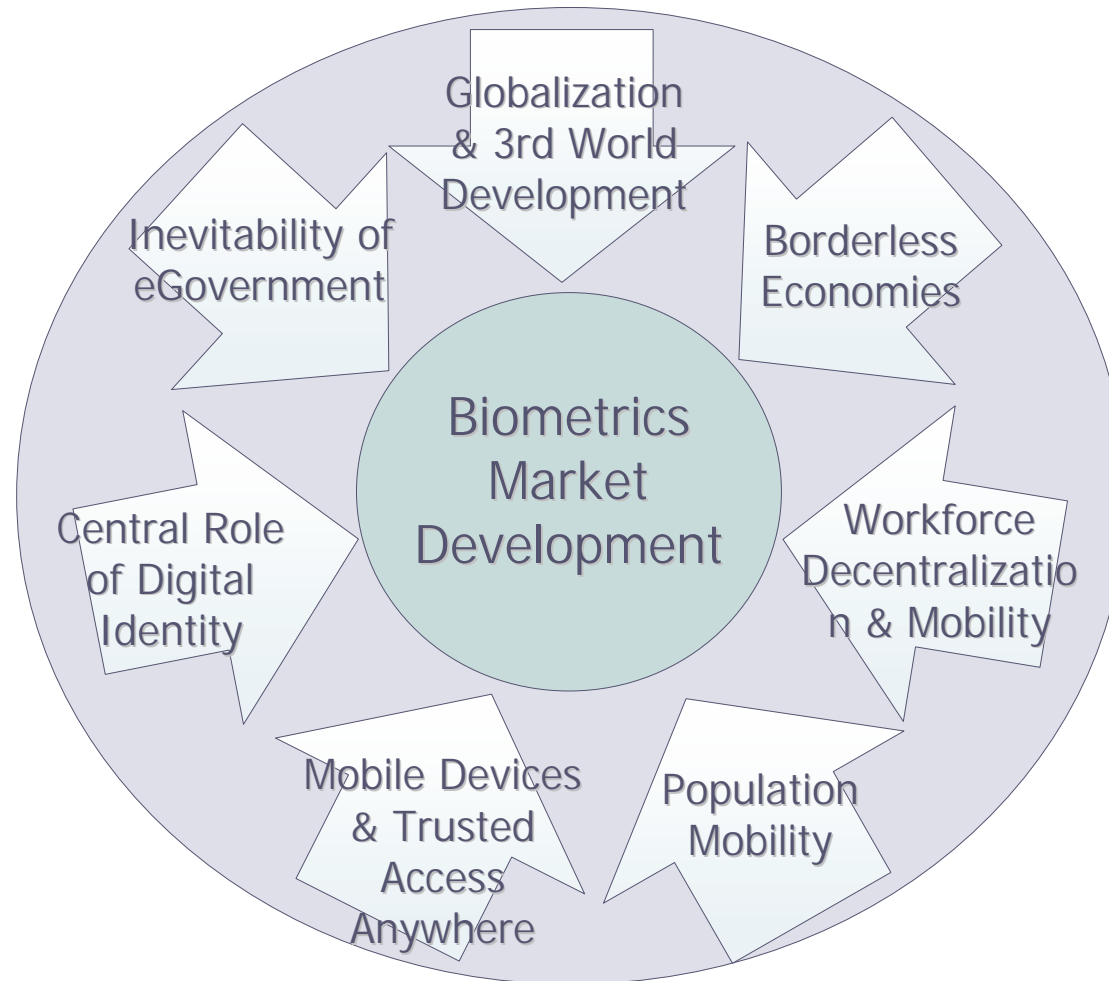 Globalization
& 3rd World
Development
Inevitability of
eGovernment
Borderless
Economies
Biometrics
Market
Development
Central Role
of Digital
Identity
Workforce
Decentralizatio
n & Mobility
Mobile Devices
& Trusted
Access
Anywhere
Population
Mobility